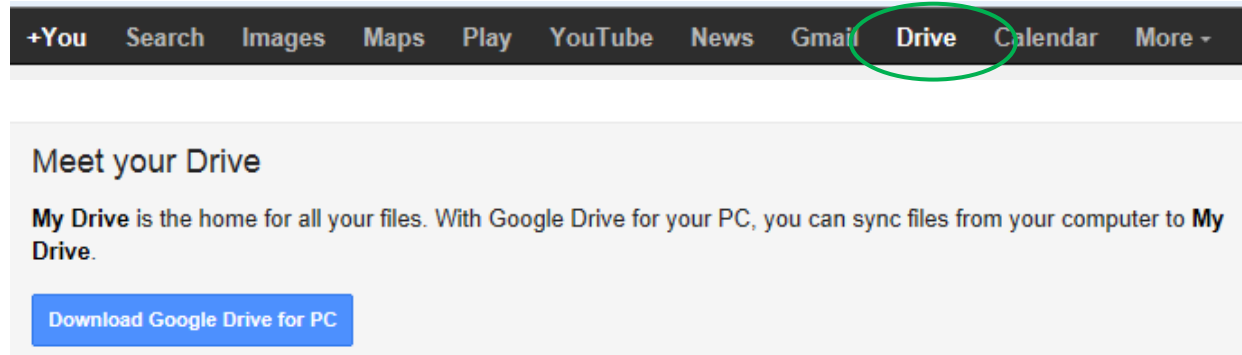 +You Search Images Maps Play YouTube News Gmail Drive Calendar More
Meet your Drive
My Drive is the home for all your files. With Google Drive for your PC, you can sync files from your computer to My
Drive.
Download Google Drive for PC